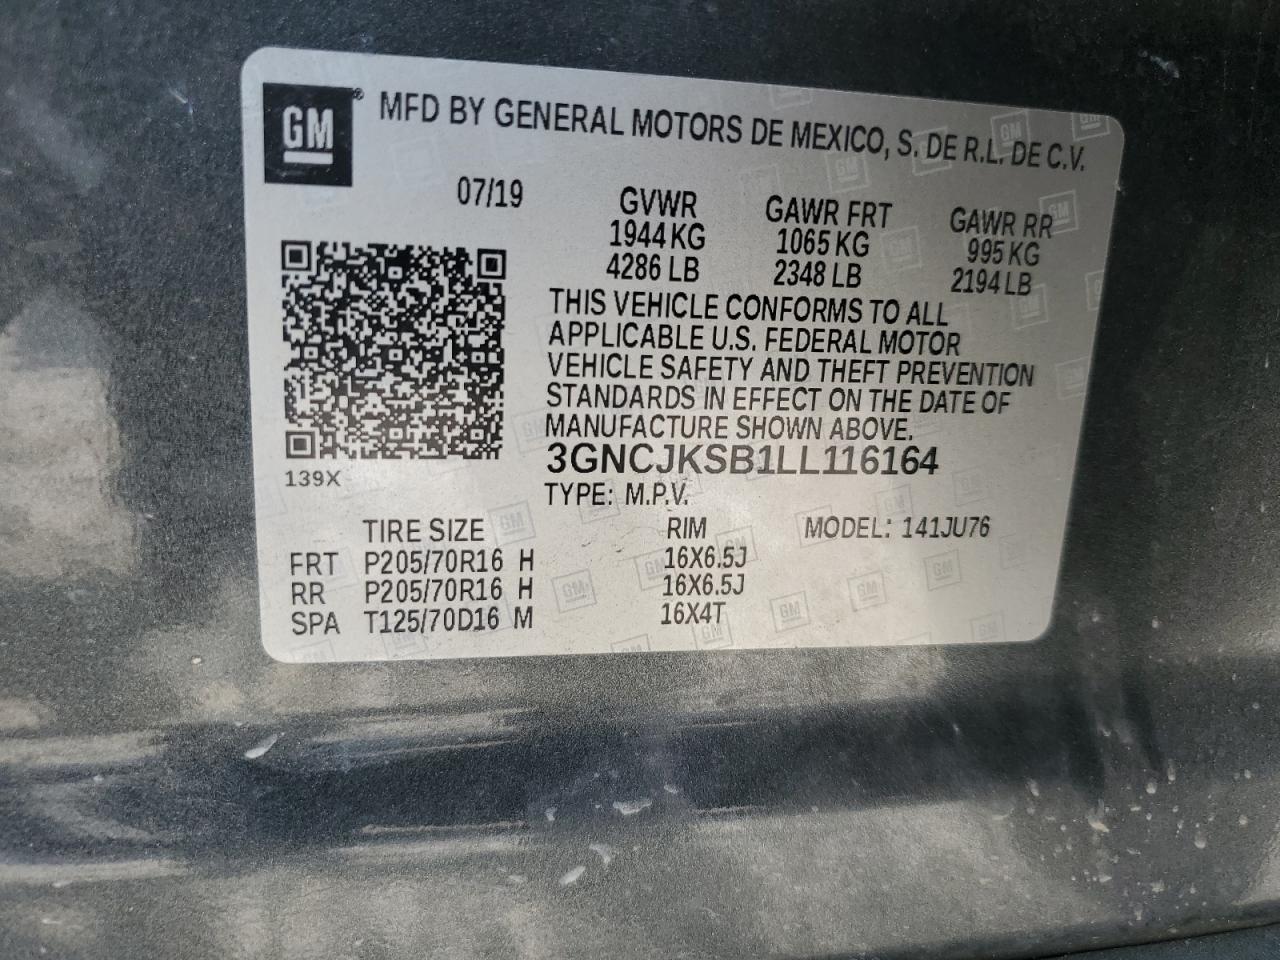 GM® MFD BY GENERAL MOTORS DE MEXICO, S. DE R.L. DE C.V.
07/19 GVWR GAWR FRT GAWR RR
1944 KG 1065 KG 995 KG
4286 LB 2348 LB 2194 LB
THIS VEHICLE CONFORMS TO ALL
APPLICABLE U.S. FEDERAL MOTOR
VEHICLE SAFETY AND THEFT PREVENTION
STANDARDS IN EFFECT ON THE DATE OF
MANUFACTURE SHOWN ABOVE.
3GNCJKSB1LL116164
139X
TYPE: M.P.V.
TIRE SIZE RIM MODEL: 141JU76
FRT P205/70R16 H 16X6.5J
RR P205/70R16 H 16X6.5J
SPA T125/70D16 M 16X4T